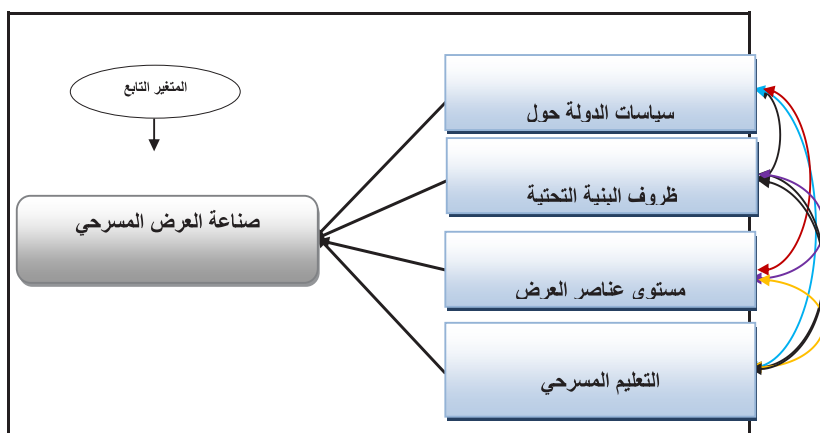 المتغير التابع
سياسات الدولة حول
ظروف البنية التحتية
صناعة العرض المسرحي
مستوى عناصر العرض
التعليم المسرحي